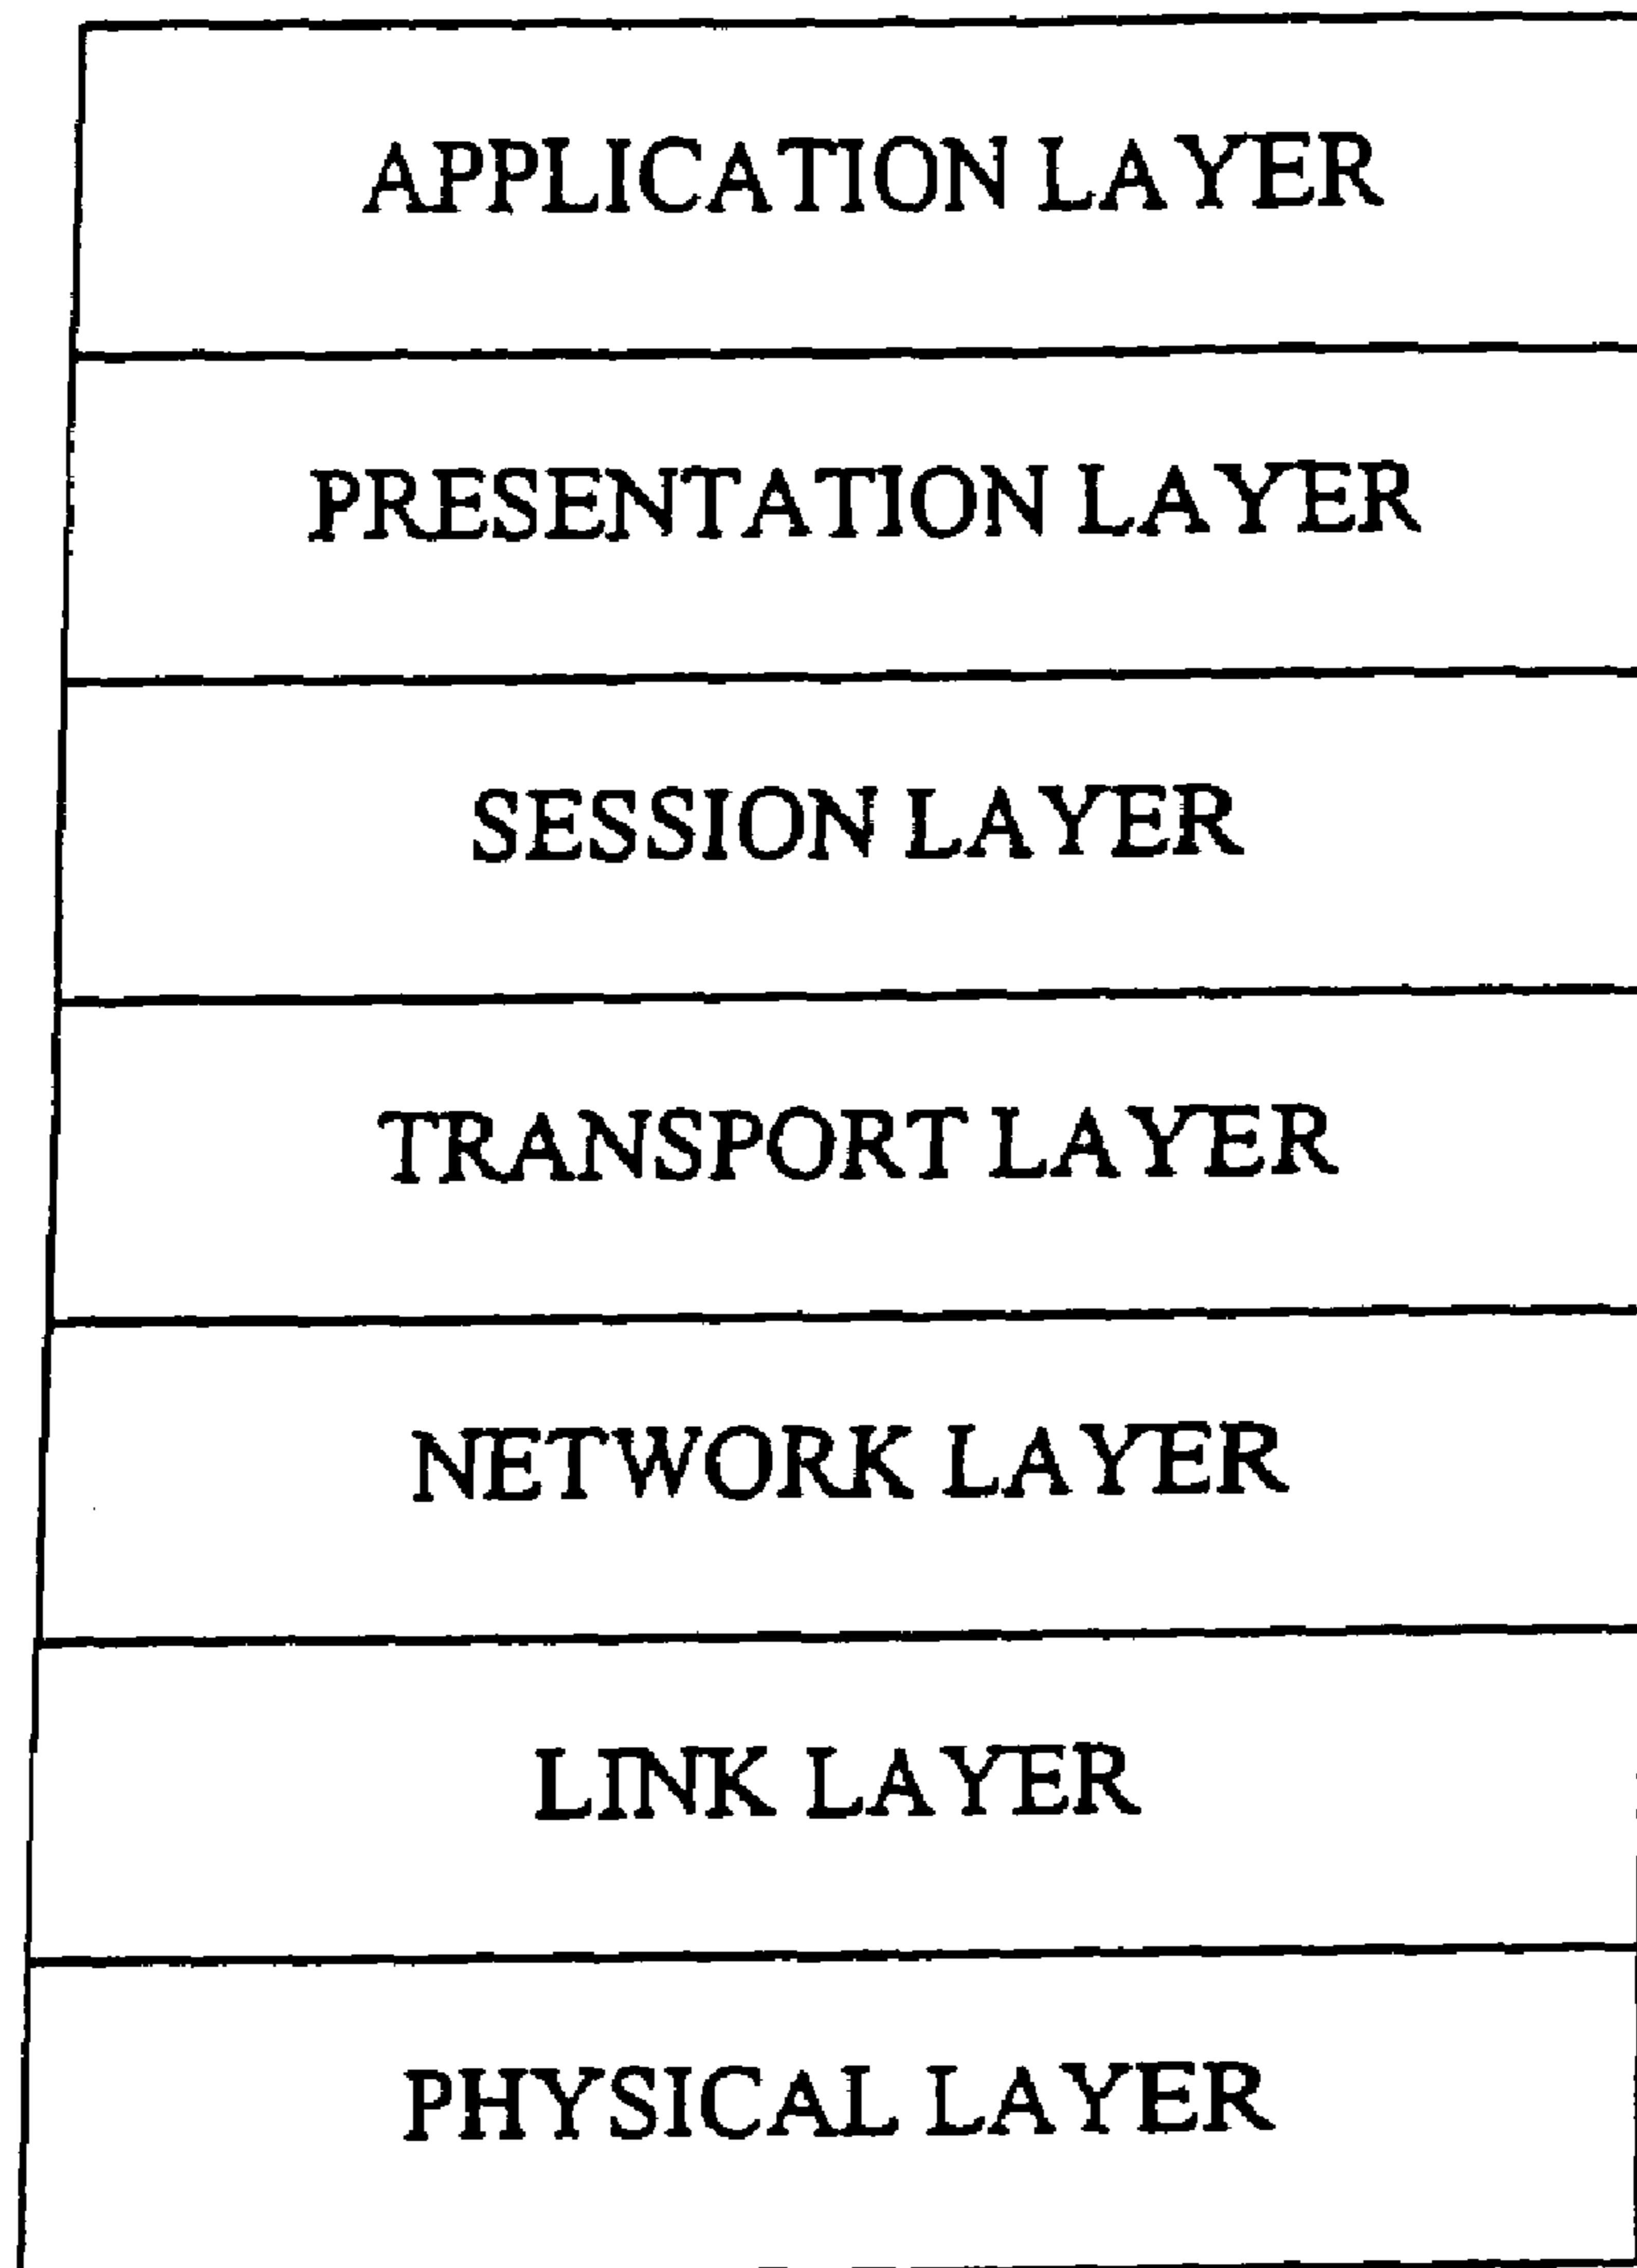 APPLICATION LAYER
PRESENTATION LAYER
SESSION LAYER
TRANSPORT LAYER
NETWORK LAYER
LINK LAYER
PHYSICAL LAYER